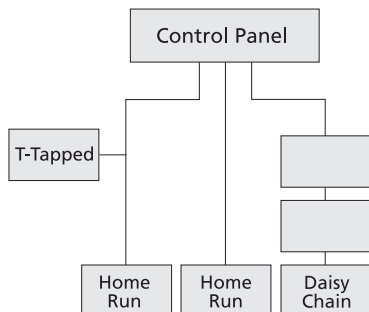 Control Panel
T-Tapped
Home
Run
Home
Run
Daisy
Chain